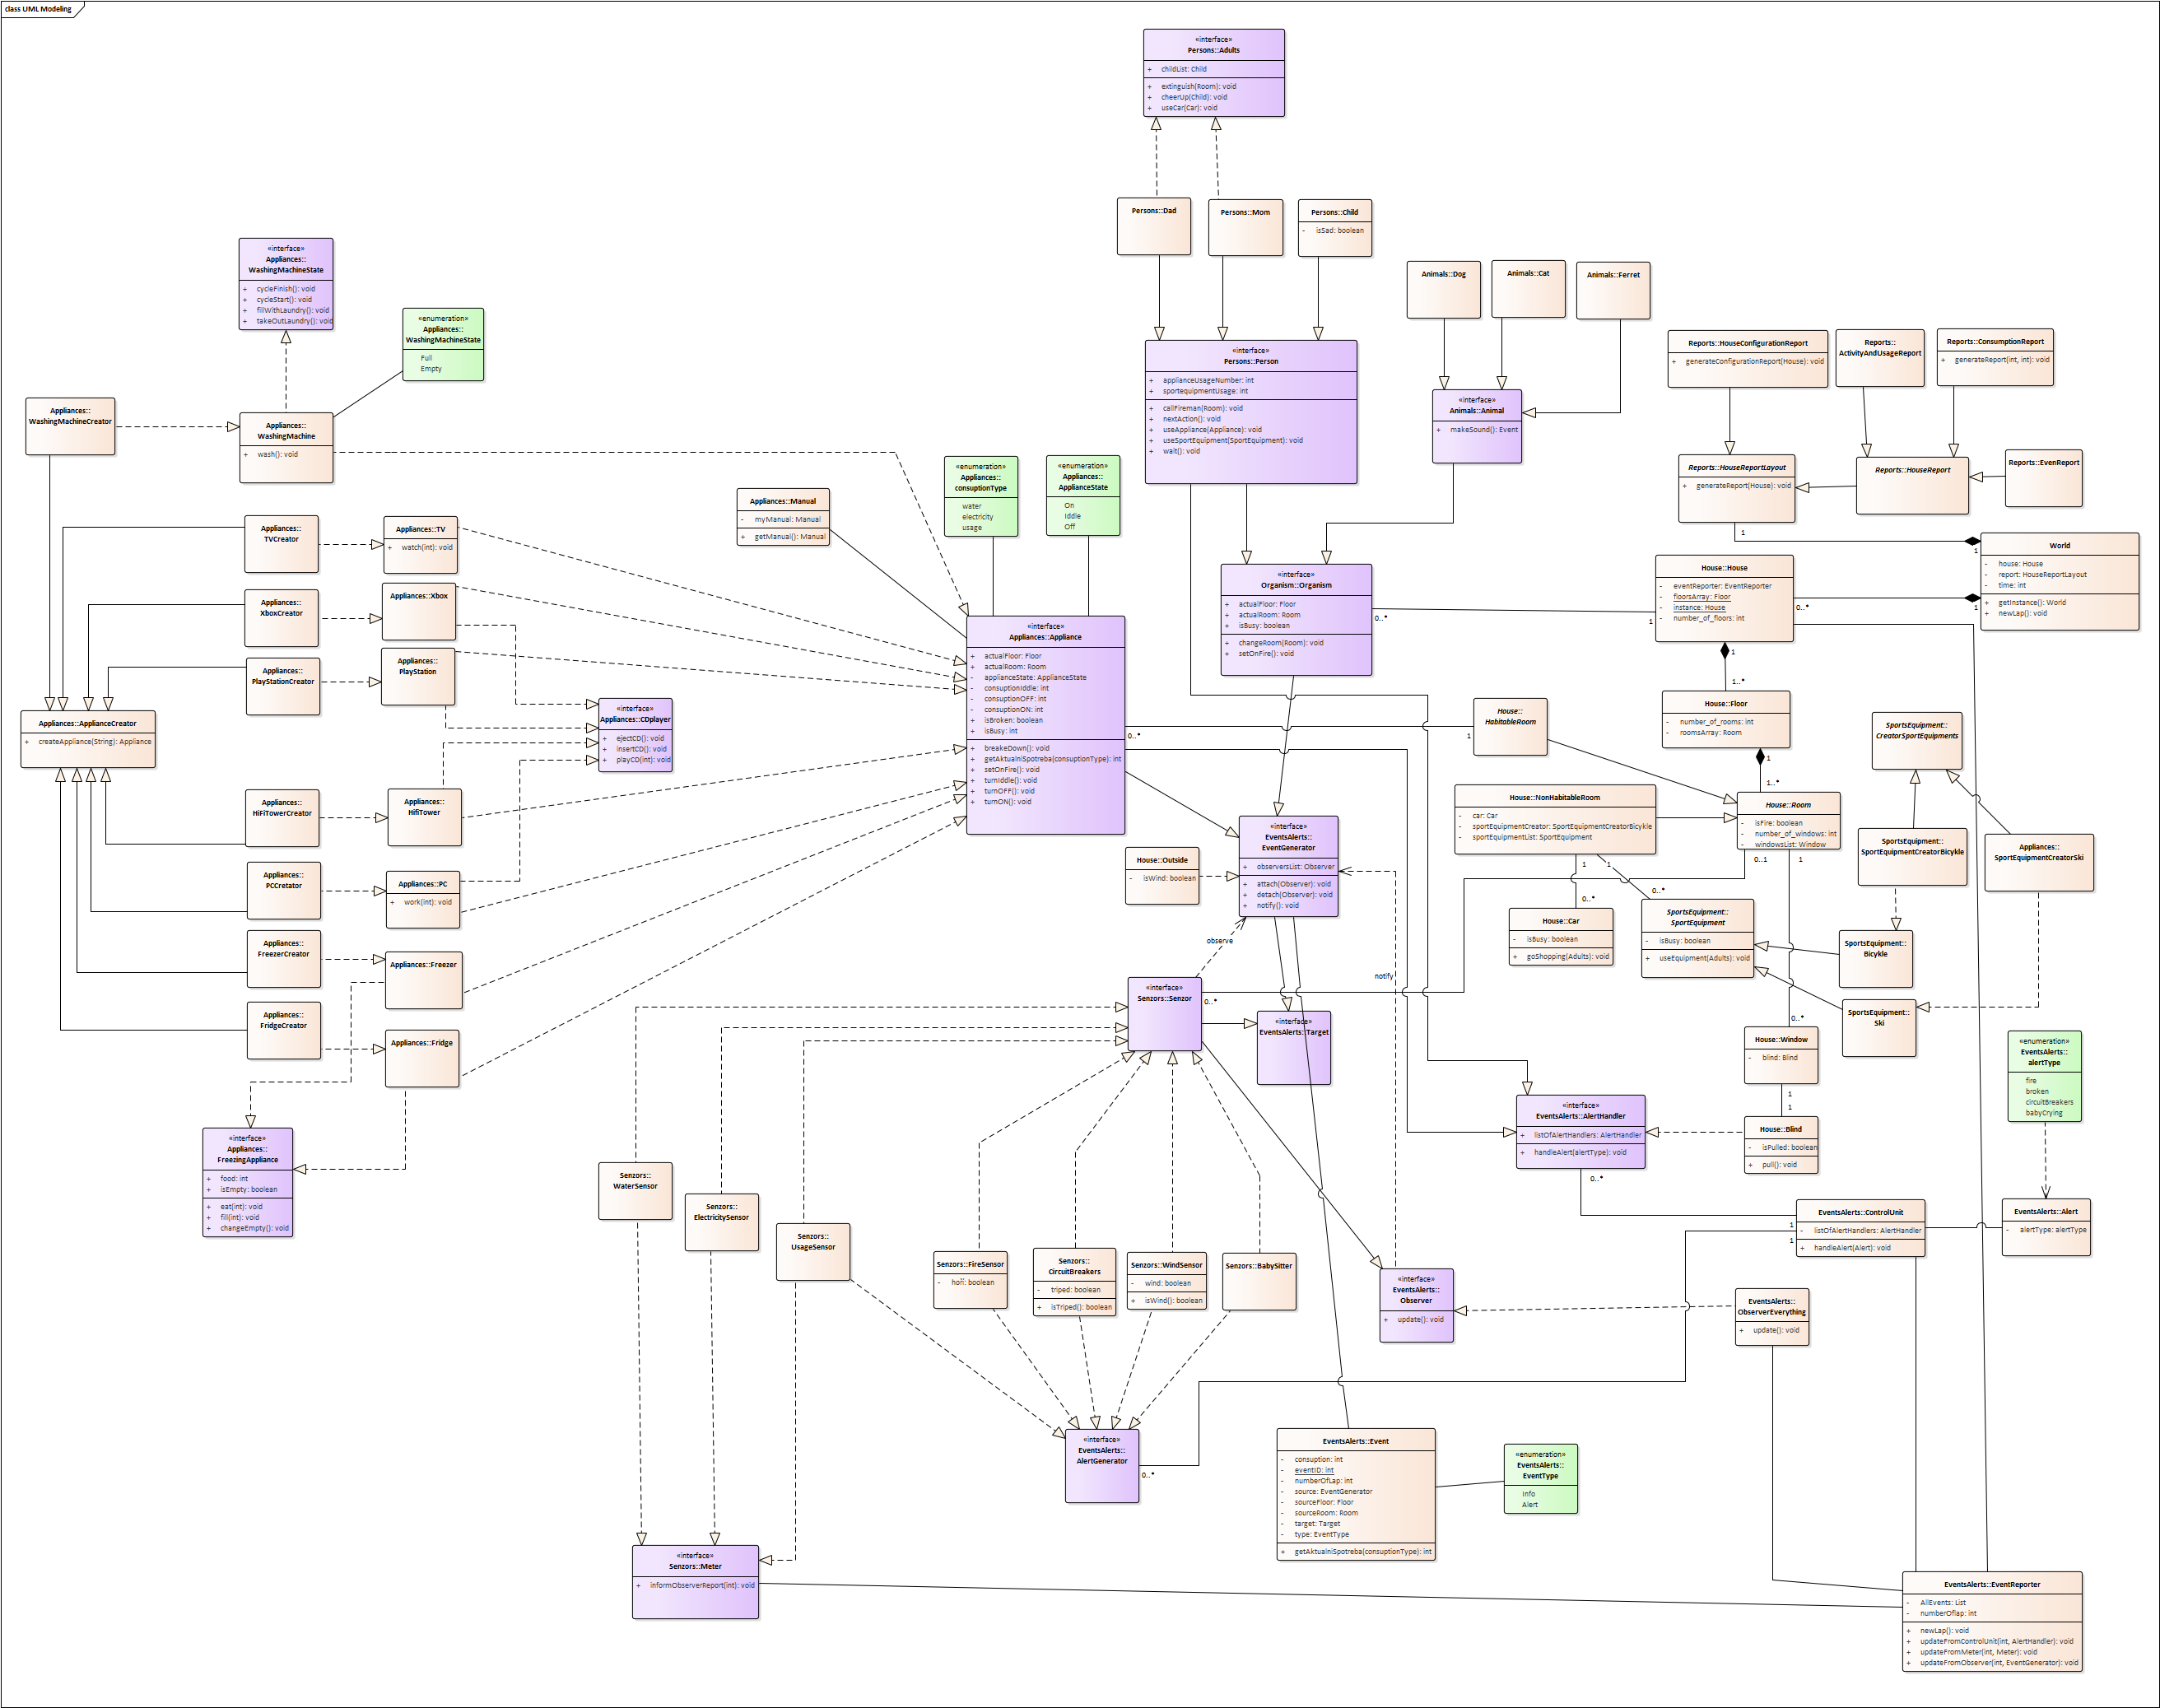 class UML Modeling
«interface»
Persons::Adults
+ childList: Child
+ extinguish(Room): void
+ cheerUp(Child): void
+ useCar(Car): void
Persons::Dad
Persons::Mom
Persons::Child
- isSad: boolean
«interface»
Appliances::
WashingMachineState
+ cycleFinish(): void
+ cycleStart(): void
+ fillWithLaundry(): void
+ takeOutLaundry(): void
«enumeration»
Appliances::
WashingMachineState
Full
Empty
Animals::Dog
Animals::Cat
Animals::Ferret
Reports::HouseConfigurationReport
+ generateConfigurationReport(House): void
Reports::
ActivityAndUsageReport
Reports::ConsumptionReport
+ generateReport(int, int): void
«interface»
Persons::Person
+ applianceUsageNumber: int
+ sportequipmentUsage: int
+ callFireman(Room): void
+ nextAction(): void
+ useAppliance(Appliance): void
+ useSportEquipment(SportEquipment): void
+ wait(): void
«interface»
Animals::Animal
+ makeSound(): Event
Appliances::
WashingMachineCreator
Appliances::
WashingMachine
+ wash(): void
Reports::HouseReportLayout
+ generateReport(House): void
Reports::HouseReport
Reports::EvenReport
«enumeration»
Appliances::
consuptionType
water
electricity
usage
«enumeration»
Appliances::
ApplianceState
On
Iddle
Off
Appliances::Manual
- myManual: Manual
+ getManual(): Manual
Appliances::
TVCreator
Appliances::TV
+ watch(int): void
1
1
World
- house: House
- report: HouseReportLayout
- time: int
+ getInstance(): World
+ newLap(): void
House::House
- eventReporter: EventReporter
- floorsArray: Floor
- instance: House
- number_of_floors: int
0..*
1
«interface»
Organism::Organism
+ actualFloor: Floor
+ actualRoom: Room
+ isBusy: boolean
+ changeRoom(Room): void
+ setOnFire(): void
0..*
1
Appliances::
XboxCreator
Appliances::Xbox
Appliances::
PlayStationCreator
Appliances::
PlayStation
«interface»
Appliances::Appliance
+ actualFloor: Floor
+ actualRoom: Room
- applianceState: ApplianceState
- consuptionIddle: int
- consuptionOFF: int
- consuptionON: int
+ isBroken: boolean
+ isBusy: int
+ breakeDown(): void
+ getAktualniSpotreba(consuptionType): int
+ setOnFire(): void
+ turnIddle(): void
+ turnOFF(): void
+ turnON(): void
1
1..*
House::Floor
- number_of_rooms: int
- roomsArray: Room
1
1..*
Appliances::ApplianceCreator
+ createAppliance(String): Appliance
«interface»
Appliances::CDplayer
+ ejectCD(): void
+ insertCD(): void
+ playCD(int): void
0..*
1
House::
HabitableRoom
SportsEquipment::
CreatorSportEquipments
Appliances::
HiFiTowerCreator
Appliances::
HifiTower
House::NonHabitableRoom
- car: Car
- sportEquipmentCreator: SportEquipmentCreatorBicykle
- sportEquipmentList: SportEquipment
House::Room
- isFire: boolean
- number_of_windows: int
- windowsList: Window
0..1
1
SportsEquipment::
SportEquipmentCreatorBicykle
Appliances::
SportEquipmentCreatorSki
«interface»
EventsAlerts::
EventGenerator
+ observersList: Observer
+ attach(Observer): void
+ detach(Observer): void
+ notify(): void
House::Outside
- isWind: boolean
1
1
0..*
0..*
Appliances::
PCCretator
Appliances::PC
+ work(int): void
House::Car
- isBusy: boolean
+ goShopping(Adults): void
SportsEquipment::
SportEquipment
- isBusy: boolean
+ useEquipment(Adults): void
SportsEquipment::
Bicykle
SportsEquipment::
Ski
Appliances::
FreezerCreator
Appliances::Freezer
observe
notify
«interface»
Senzors::Senzor
0..*
«interface»
EventsAlerts::Target
Appliances::
FridgeCreator
Appliances::Fridge
0..*
House::Window
- blind: Blind
1
1
House::Blind
- isPulled: boolean
+ pull(): void
«enumeration»
EventsAlerts::
alertType
fire
broken
circuitBreakers
babyCrying
«interface»
EventsAlerts::AlertHandler
+ listOfAlertHandlers: AlertHandler
+ handleAlert(alertType): void
0..*
«interface»
Appliances::
FreezingAppliance
+ food: int
+ isEmpty: boolean
+ eat(int): void
+ fill(int): void
+ changeEmpty(): void
Senzors::
WaterSensor
Senzors::
ElectricitySensor
Senzors::
UsageSensor
1
1
EventsAlerts::ControlUnit
- listOfAlertHandlers: AlertHandler
+ handleAlert(Alert): void
EventsAlerts::Alert
- alertType: alertType
Senzors::FireSensor
- hoří: boolean
Senzors::
CircuitBreakers
- triped: boolean
+ isTriped(): boolean
Senzors::WindSensor
- wind: boolean
+ isWind(): boolean
Senzors::BabySitter
«interface»
EventsAlerts::
Observer
+ update(): void
EventsAlerts::
ObserverEverything
+ update(): void
«interface»
EventsAlerts::
AlertGenerator
0..*
EventsAlerts::Event
- consuption: int
- eventID: int
- numberOfLap: int
- source: EventGenerator
- sourceFloor: Floor
- sourceRoom: Room
- target: Target
- type: EventType
+ getAktualniSpotreba(consuptionType): int
«enumeration»
EventsAlerts::
EventType
Info
Alert
«interface»
Senzors::Meter
+ informObserverReport(int): void
EventsAlerts::EventReporter
- AllEvents: List
- numberOflap: int
+ newLap(): void
+ updateFromControlUnit(int, AlertHandler): void
+ updateFromMeter(int, Meter): void
+ updateFromObserver(int, EventGenerator): void